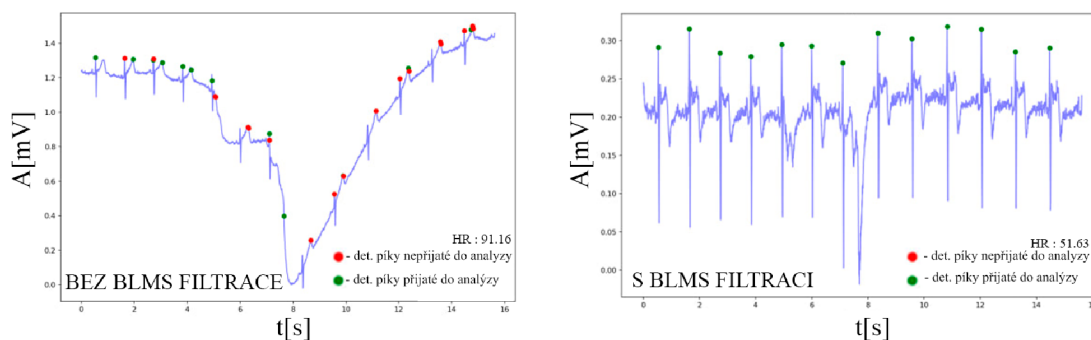 A[mV]
1.4
1.2
1.0
0.8
0.6
0.4
0.2
0.0
HR : 91.16
- det. píky nepřijaté do analyzy
- det. píky přijaté do analýzy
BEZ BLMS FILTRACE
0 2 4 6 8 10 12 14 16
t[s]
A[mV]
0.30
0.25
0.20
0.15
0.10
0.05
0.00
HR : 51.63
- det. píky nepřijaté do analyzy
- det. píky přijaté do analýzy
S BLMS FILTRACI
0 2 4 6 8 10 12 14 16
t[s]